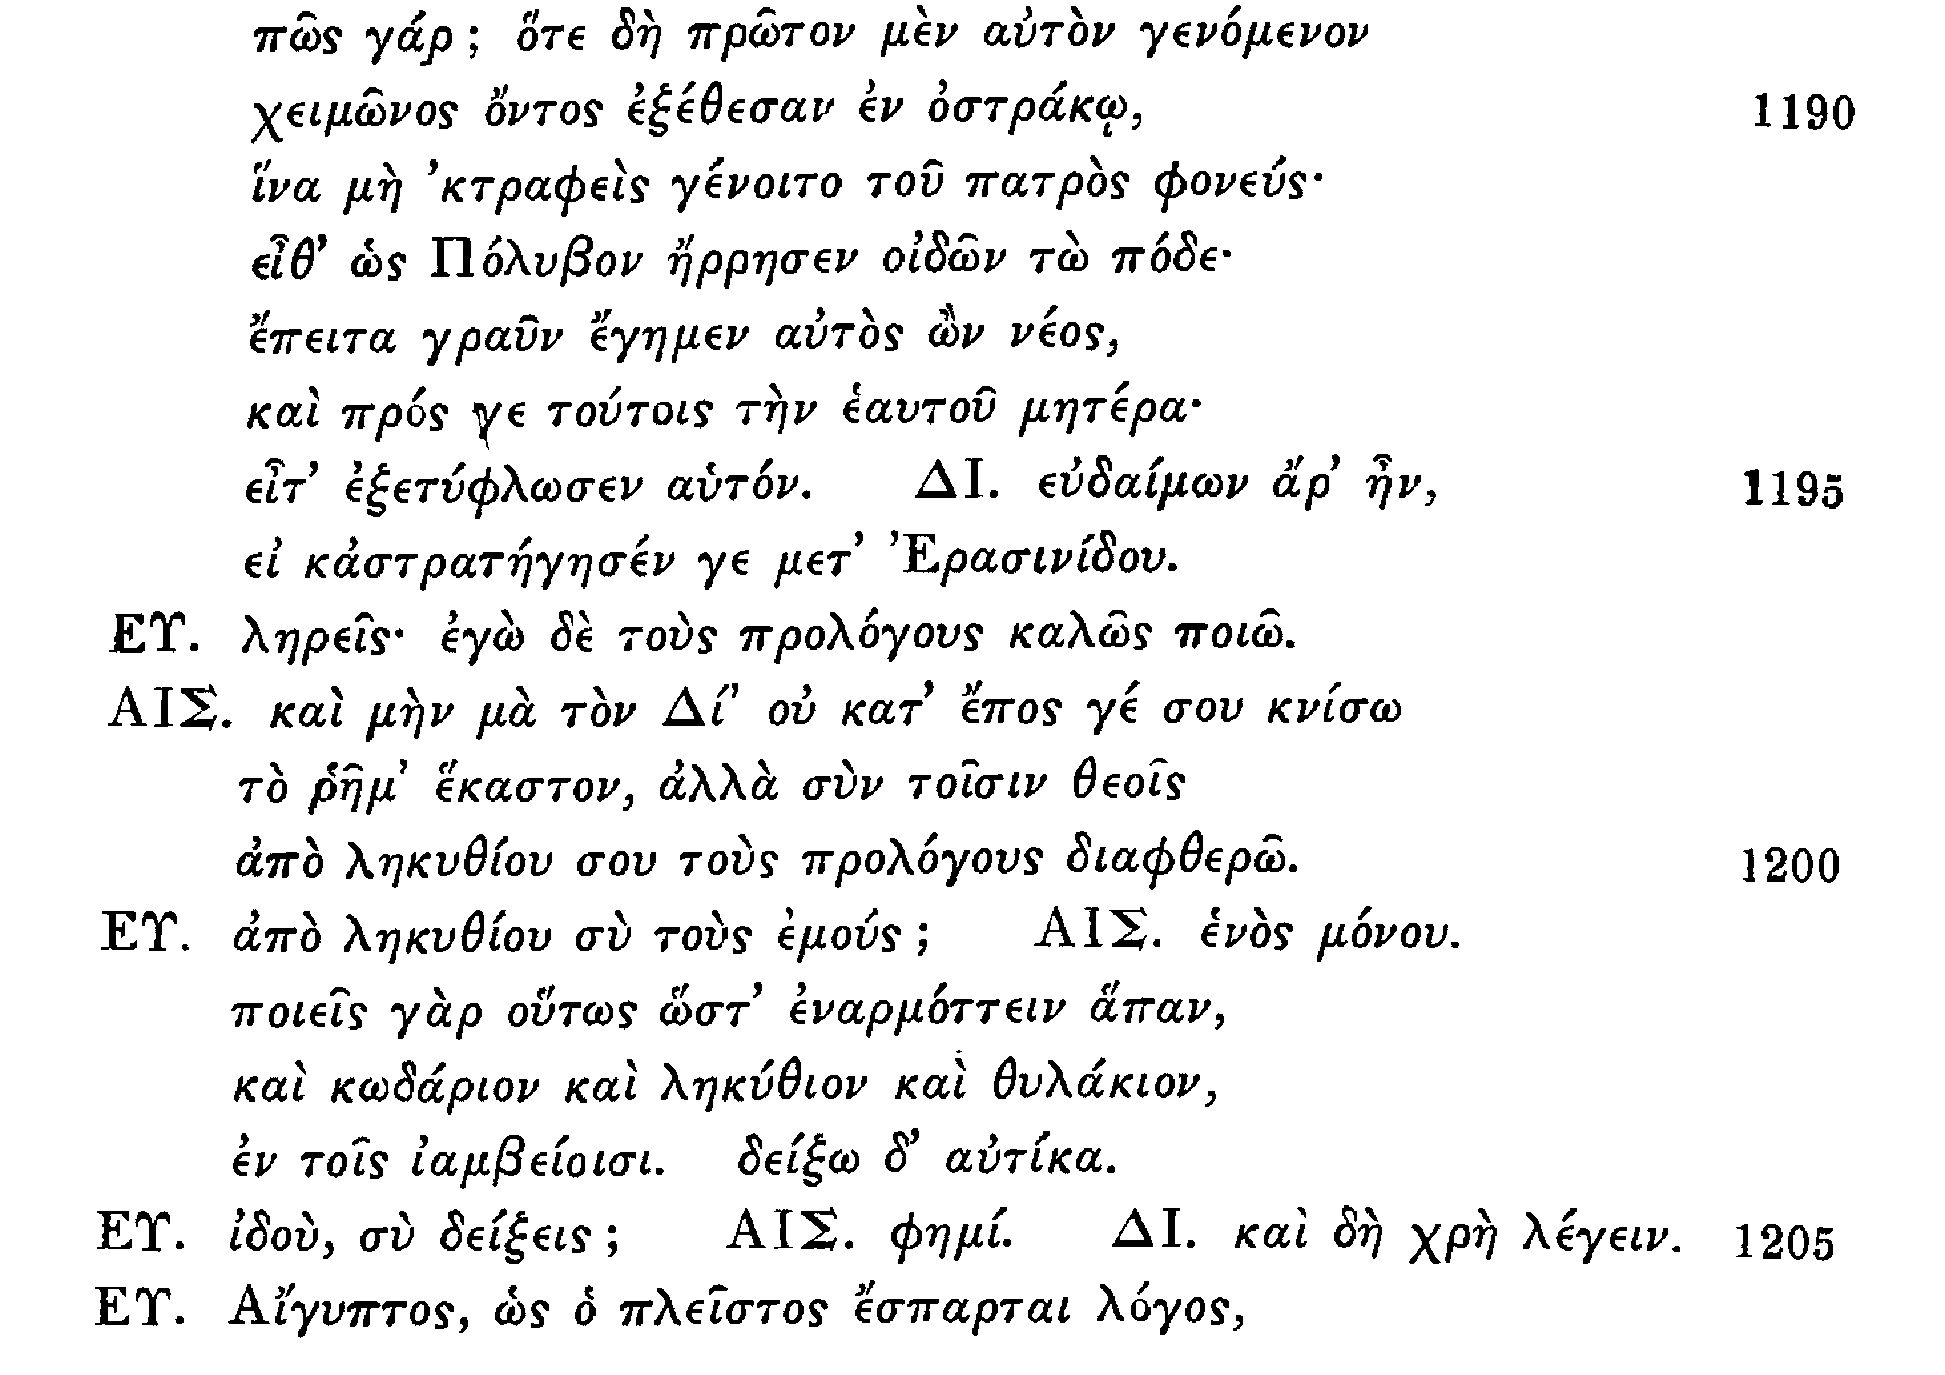 πῶς γάρ; ὅτε δὴ πρῶτον μὲν αὐτὸν γενόμενον
χειμῶνος ὄντος ἐξέθεσαν ἐν ὀστράκῳ, 1190
ἵνα μὴ ’κτραφεὶς γένοιτο τοῦ πατρὸς φονεύς·
εἶθ’ ὡς Πόλυβον ἤρρησεν οἰδῶν τὼ πόδε·
ἔπειτα γραῦν ἔγημεν αὐτὸς ὢν νέος,
καὶ πρός γε τούτοις τὴν ἑαυτοῦ μητέρα·
εἶτ’ ἐξετύφλωσεν αὑτόν. ΔΙ. εὐδαίμων ἄρ’ ἦν, 1195
εἰ κἀστρατήγησέν γε μετ’ Ἐρασινίδου.
ΕΥ. ληρεῖς· ἐγὼ δὲ τοὺς προλόγους καλῶς ποιῶ.
ΑΙΣ. καὶ μὴν μὰ τὸν Δί’ οὐ κατ’ ἔπος γέ σου κνίσω
τὸ ῥῆμ’ ἕκαστον, ἀλλὰ σὺν τοῖσιν θεοῖς
ἀπὸ ληκυθίου σου τοὺς προλόγους διαφθερῶ. 1200
ΕΥ. ἀπὸ ληκυθίου σὺ τοὺς ἐμούς; ΑΙΣ. ἑνὸς μόνου.
ποιεῖς γὰρ οὕτως ὥστ’ ἐναρμόττειν ἅπαν,
καὶ κωδάριον καὶ ληκύθιον καὶ θυλάκιον,
ἐν τοῖς ἰαμβείοισι. δείξω δ’ αὐτίκα.
ΕΥ. ἰδοὺ, σὺ δείξεις; ΑΙΣ. φημί. ΔΙ. καὶ δὴ χρὴ λέγειν. 1205
ΕΥ. Αἴγυπτος, ὡς ὁ πλεῖστος ἔσπαρται λόγος,